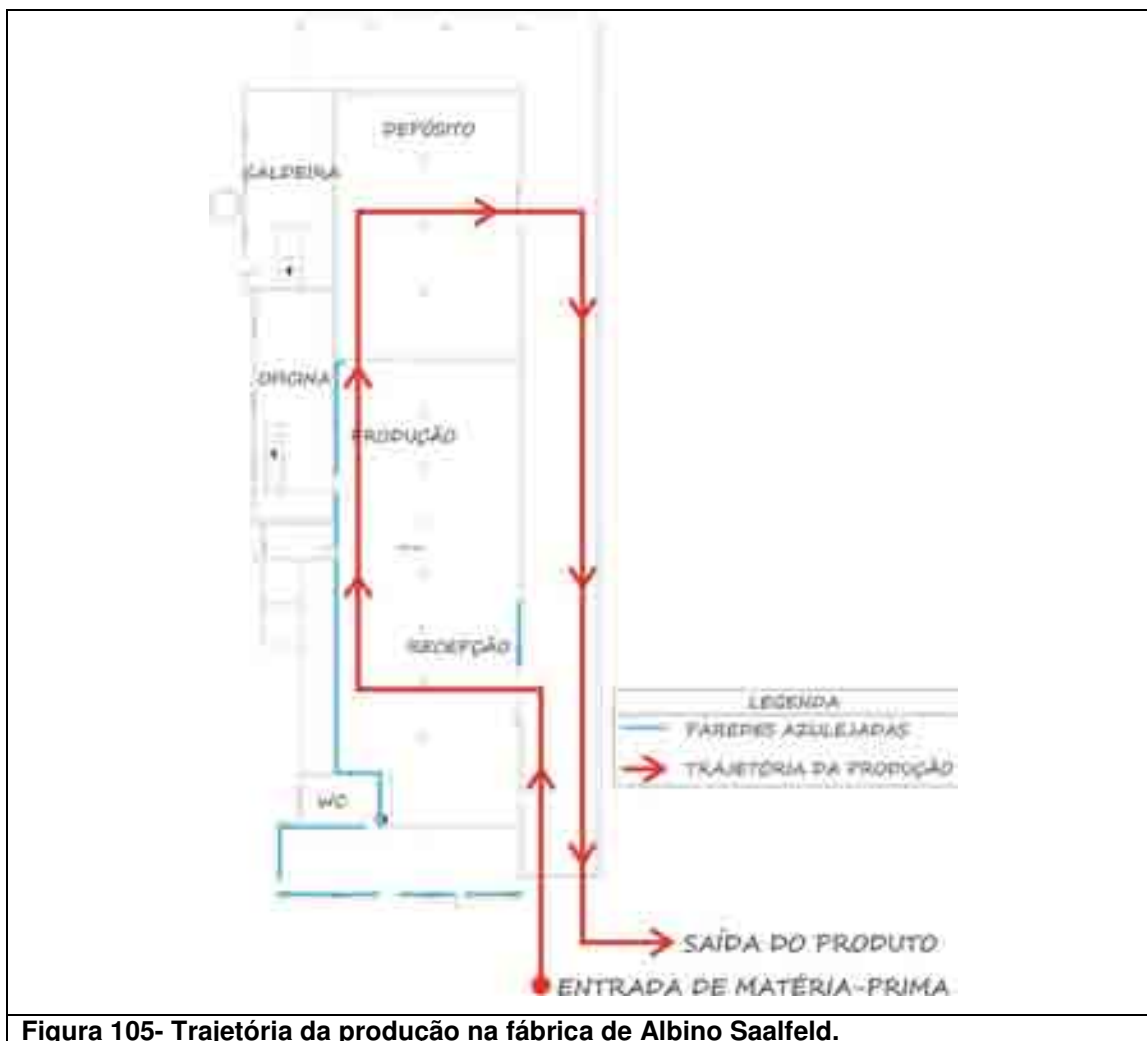 DEPÓSITO
CALDEIRA
OFICINA
PRODUÇÃO
RECEPÇÃO
LEGENDA
PAREDES AZULEJADAS
TRAJETÓRIA DA PRODUÇÃO
WC
SAÍDA DO PRODUTO
ENTRADA DE MATÉRIA-PRIMA
Figura 105- Trajetória da produção na fábrica de Albino Saalfeld.